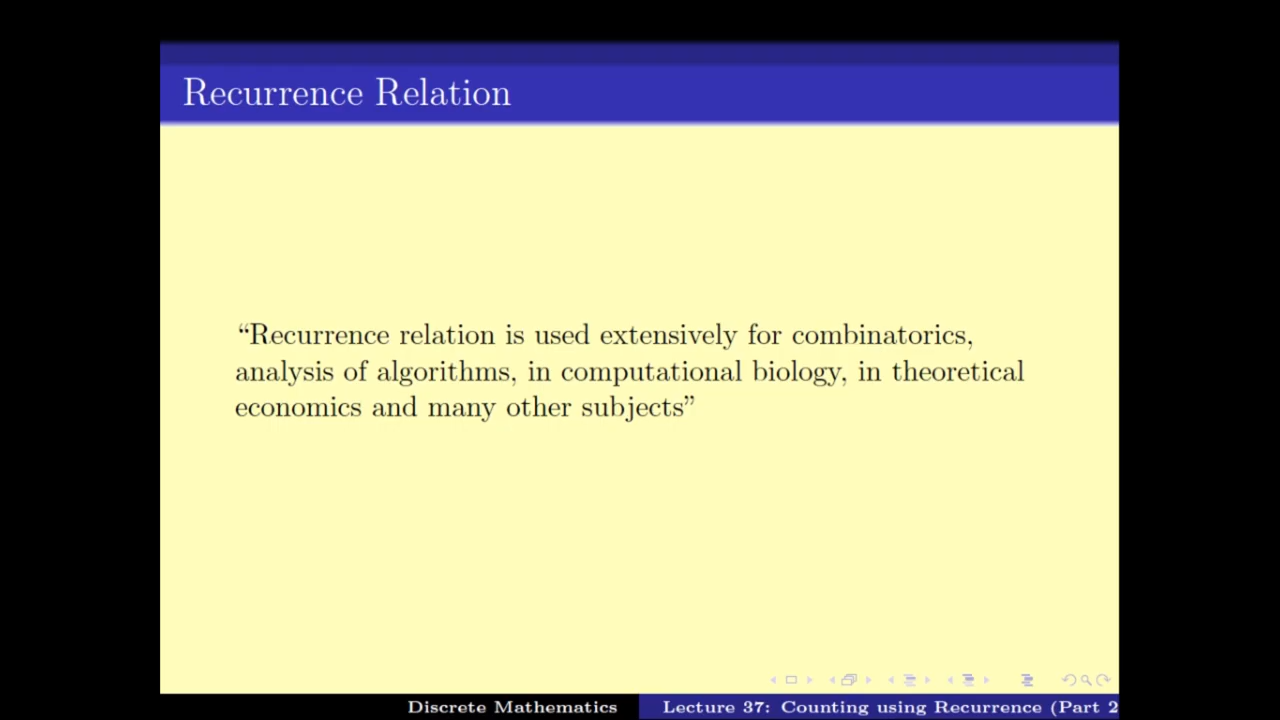 Recurrence Relation
“Recurrence relation is used extensively for combinatorics,
analysis of algorithms, in computational biology, in theoretical
economics and many other subjects”
Discrete Mathematics
Lecture 37: Counting using Recurrence (Part 2